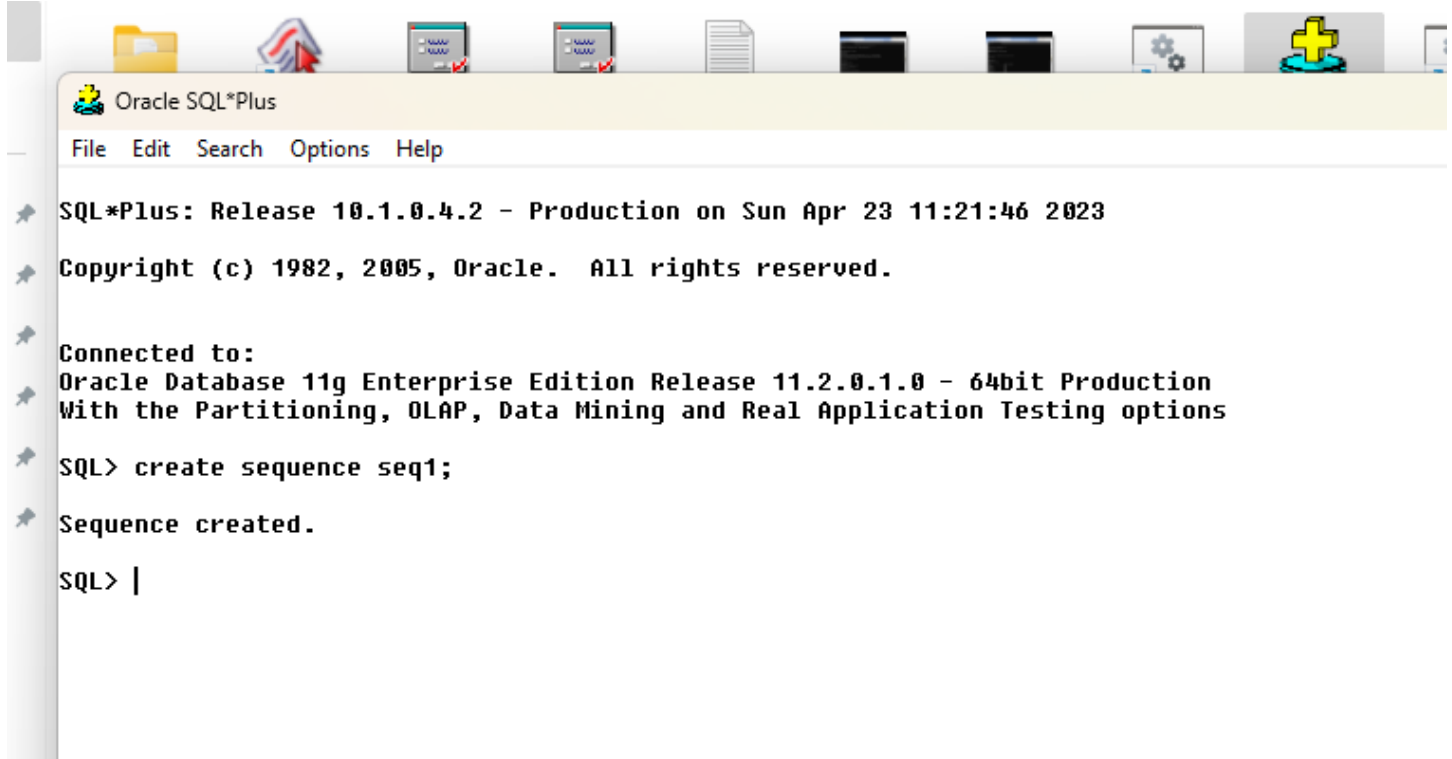 Oracle SQL*Plus
File Edit Search Options Help
SQL*Plus: Release 10.1.0.4.2 - Production on Sun Apr 23 11:21:46 2023
Copyright (c) 1982, 2005, Oracle.  All rights reserved.
Connected to:
Oracle Database 11g Enterprise Edition Release 11.2.0.1.0 - 64bit Production
With the Partitioning, OLAP, Data Mining and Real Application Testing options
SQL> create sequence seq1;
Sequence created.
SQL>